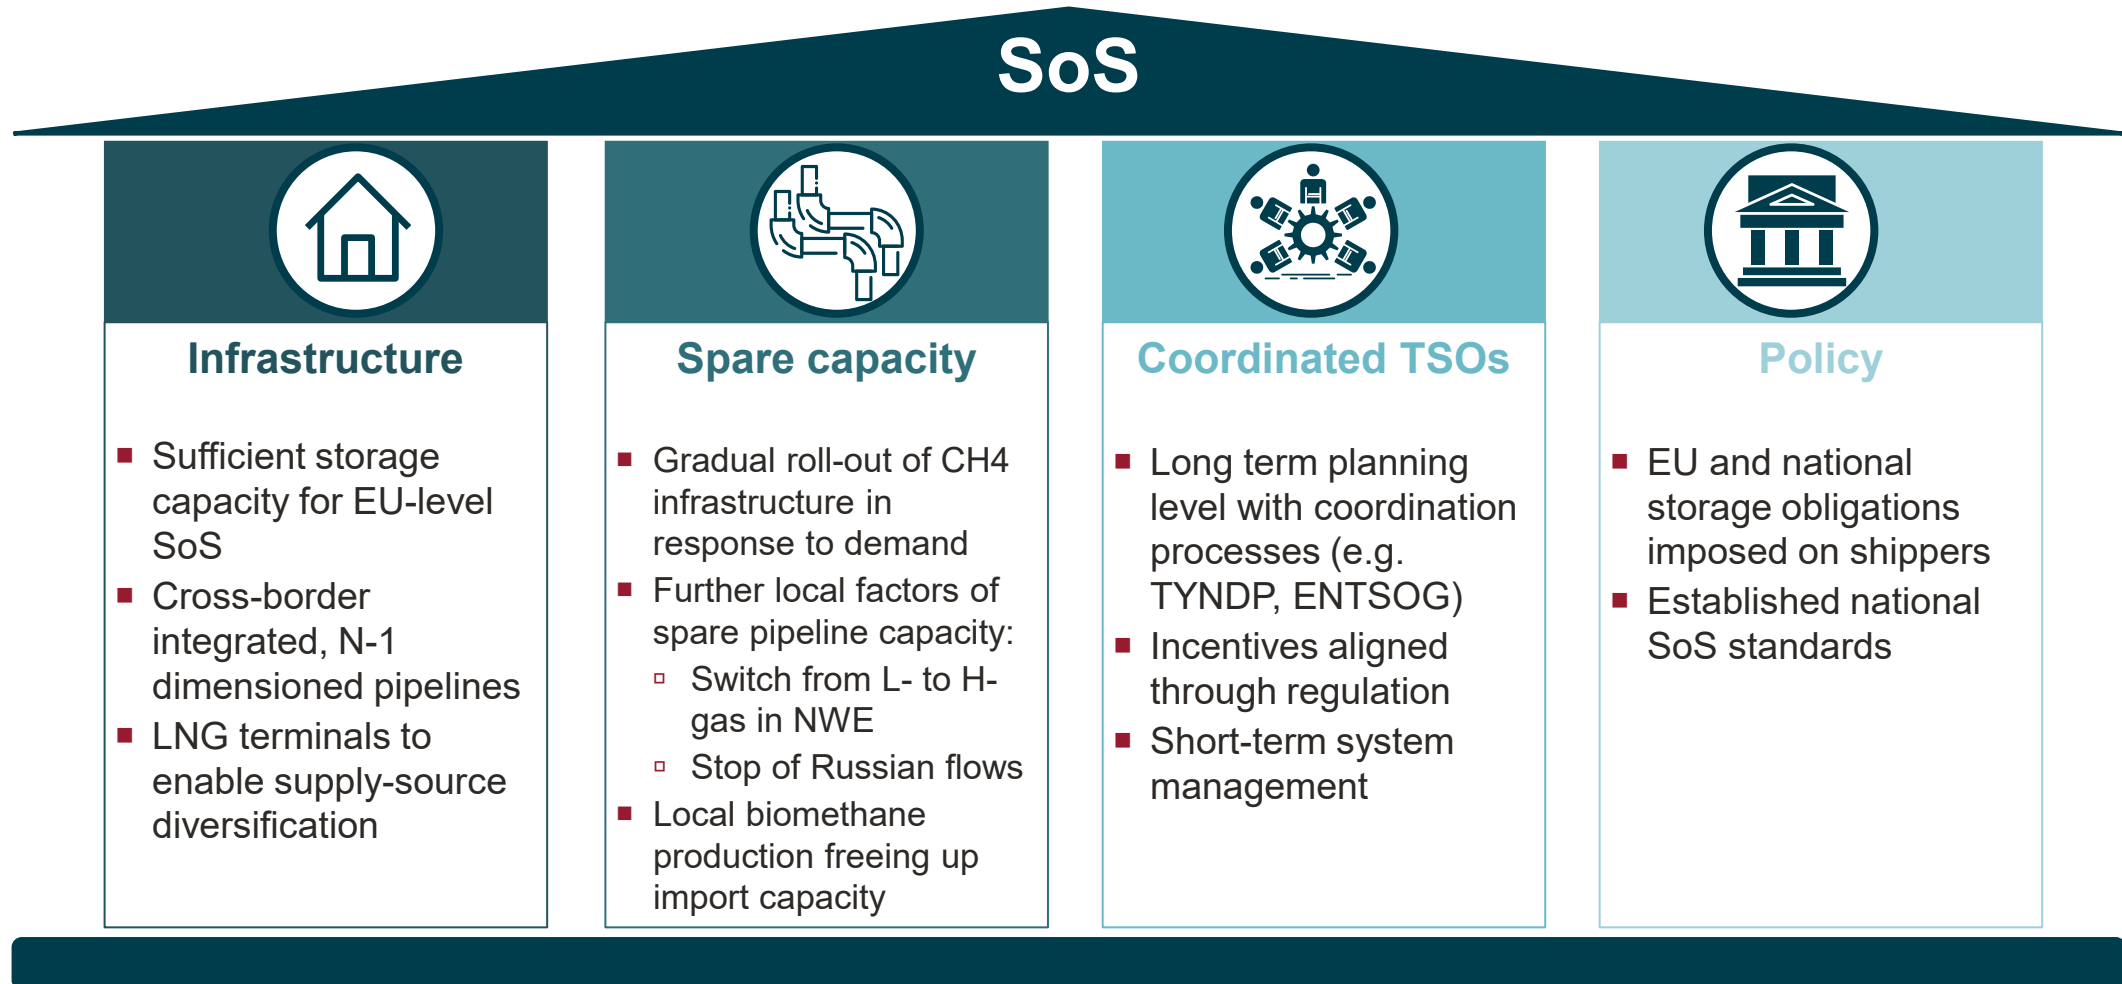 SoS
Infrastructure
■ Sufficient storage
capacity for EU-level
SoS
■ Cross-border
integrated, N-1
dimensioned pipelines
■ LNG terminals to
enable supply-source
diversification
Spare capacity
■ Gradual roll-out of CH4
infrastructure in
response to demand
■ Further local factors of
spare pipeline capacity:
▫ Switch from L- to H-
gas in NWE
▫ Stop of Russian flows
■ Local biomethane
production freeing up
import capacity
Coordinated TSOs
■ Long term planning
level with coordination
processes (e.g.
TYNDP, ENTSOG)
■ Incentives aligned
through regulation
■ Short-term system
management
Policy
■ EU and national
storage obligations
imposed on shippers
■ Established national
SoS standards